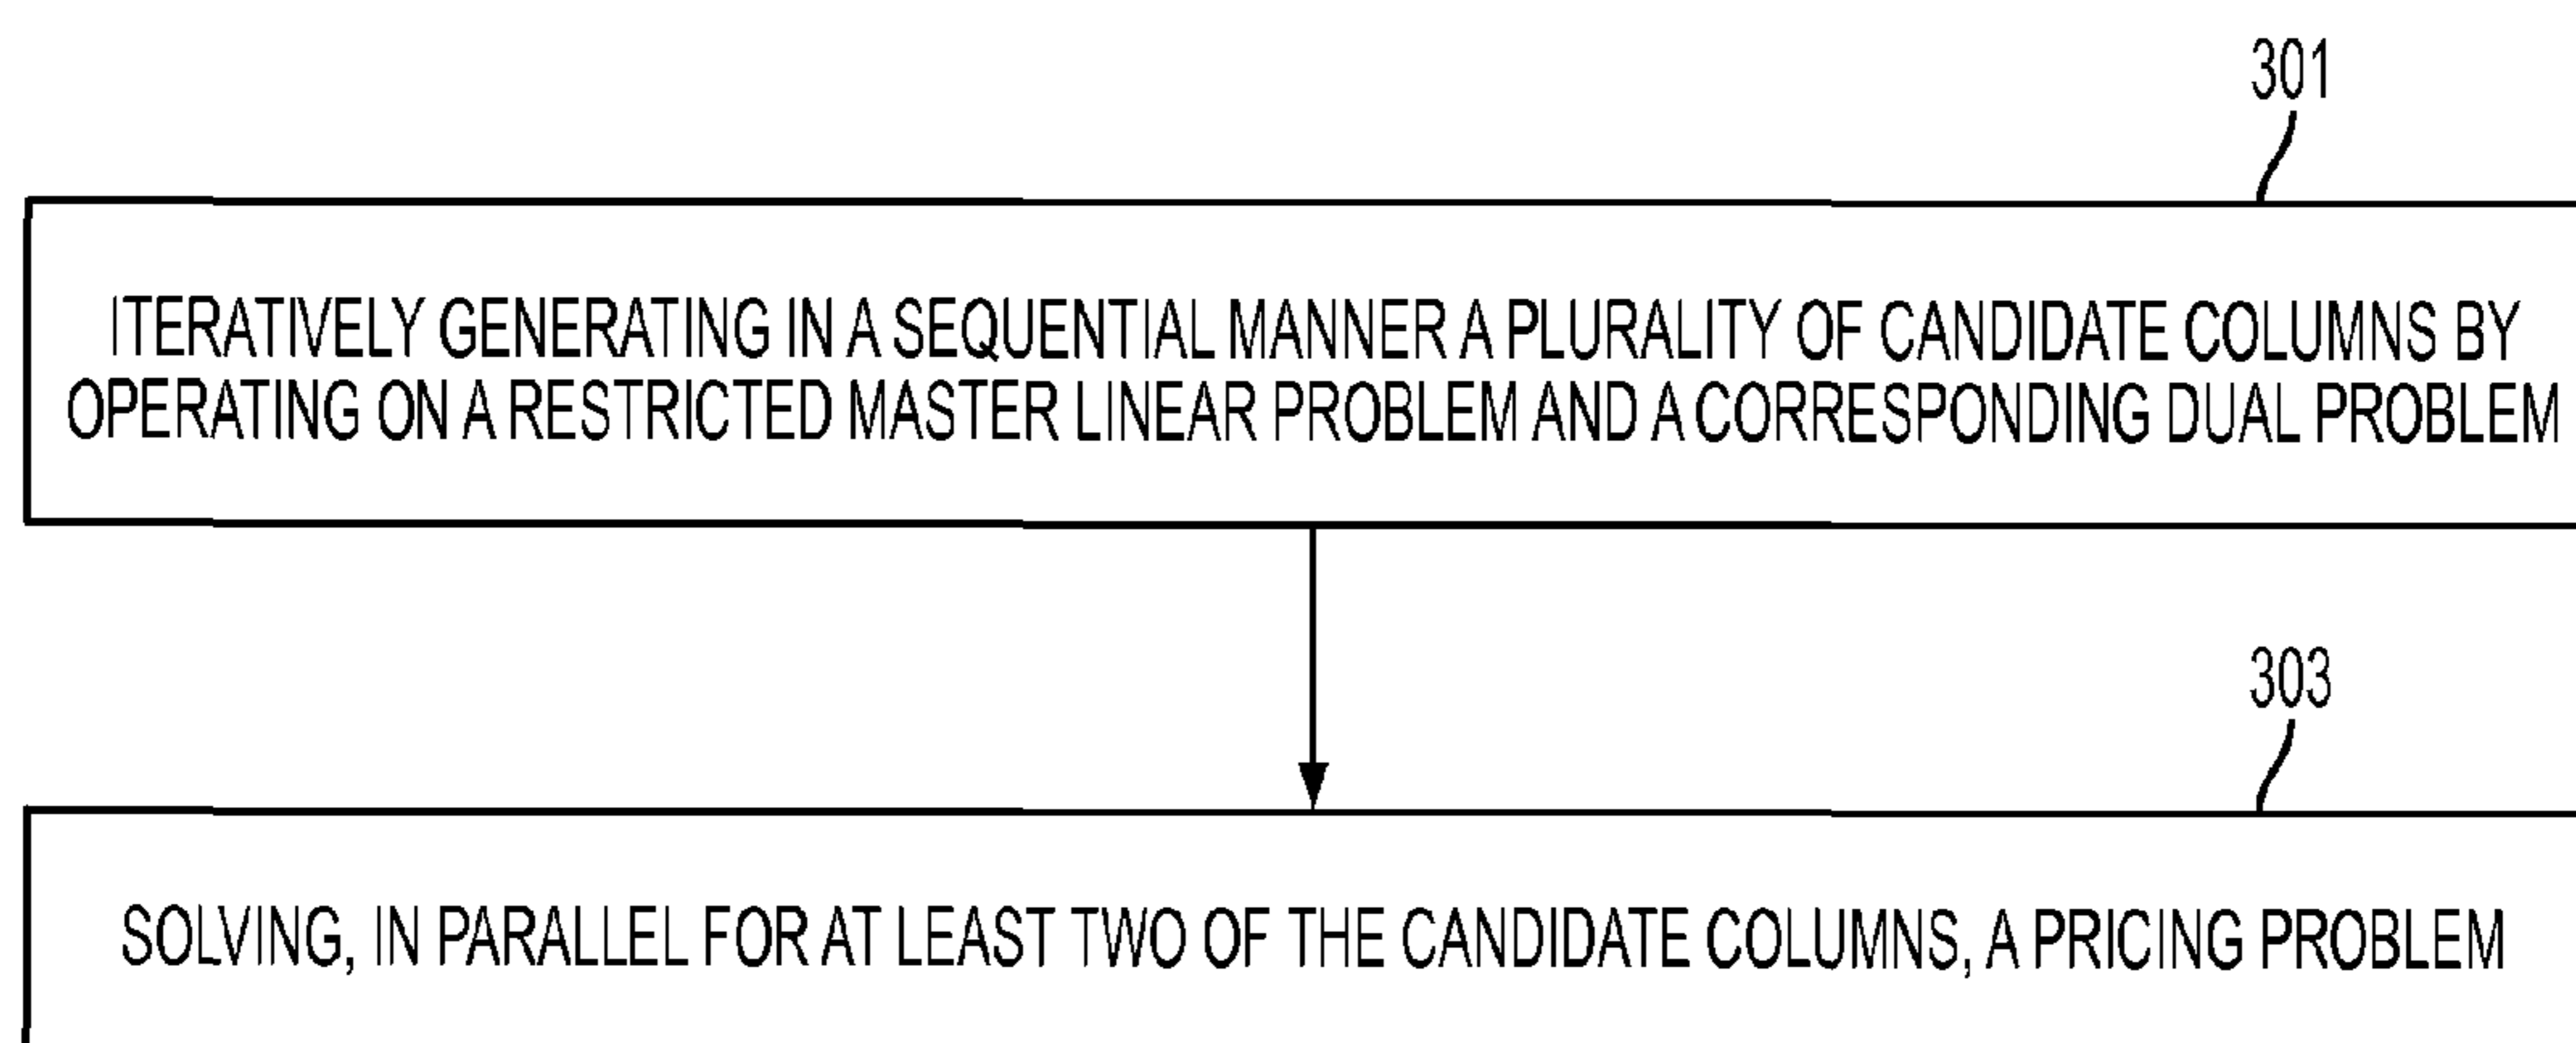 301
ITERATIVELY GENERATING IN A SEQUENTIAL MANNER A PLURALITY OF CANDIDATE COLUMNS BY
OPERATING ON A RESTRICTED MASTER LINEAR PROBLEM AND A CORRESPONDING DUAL PROBLEM
303
SOLVING, IN PARALLEL FOR AT LEAST TWO OF THE CANDIDATE COLUMNS, A PRICING PROBLEM